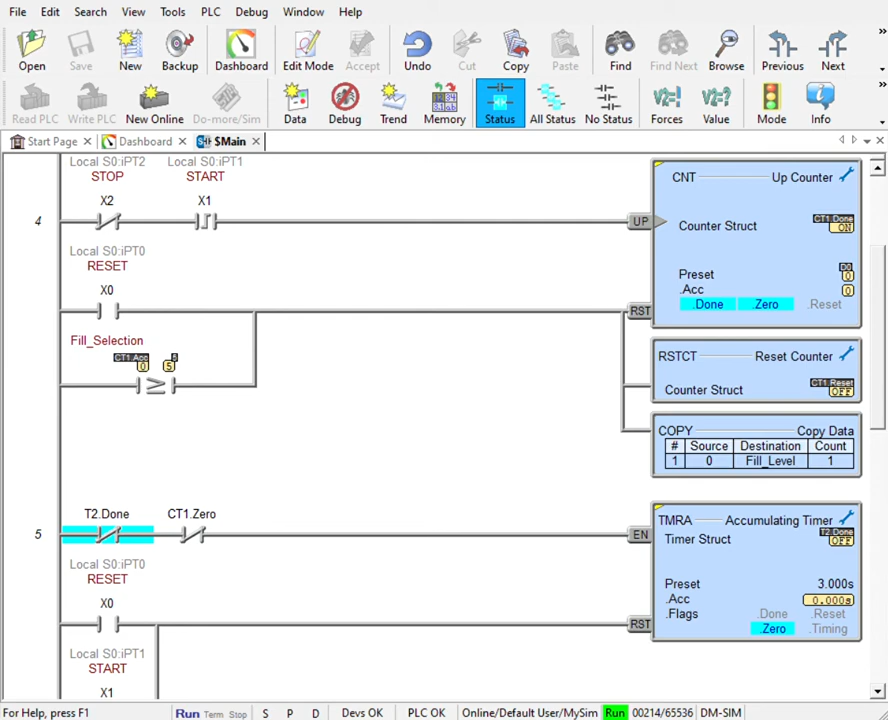 File Edit Search View Tools PLC Debug Window Help
Open Save New Backup Dashboard Edit Mode Accept Undo Cut Copy Paste Find Find Next Browse Previous Next
Read PLC Write PLC New Online Do-more/Sim Data Debug Trend Memory Status All Status No Status Forces Value Mode Info
Start Page Dashboard $Main
Local S0:iPT2 Local S0:iPT1
STOP START
X2 X1
4
UP
CNT Up Counter
Counter Struct CT1.Done
ON
Preset D0
0
.Acc 0
.Done .Zero .Reset
Local S0:iPT0
RESET
X0
RST
Fill_Selection
CT1.Acc 5
0 ≥ 5
RSTCT Reset Counter
Counter Struct CT1.Reset
OFF
COPY Copy Data
# Source Destination Count
1 0 Fill_Level 1
T2.Done CT1.Zero
5
EN
TMRA Accumulating Timer
Timer Struct T2.Done
OFF
Preset 3.000s
.Acc 0.000s
.Flags .Done .Reset
.Zero .Timing
Local S0:iPT0
RESET
X0
RST
Local S0:iPT1
START
X1
For Help, press F1 Run Term Stop S P D Devs OK PLC OK Online/Default User/MySim Run 00214/65536 DM-SIM